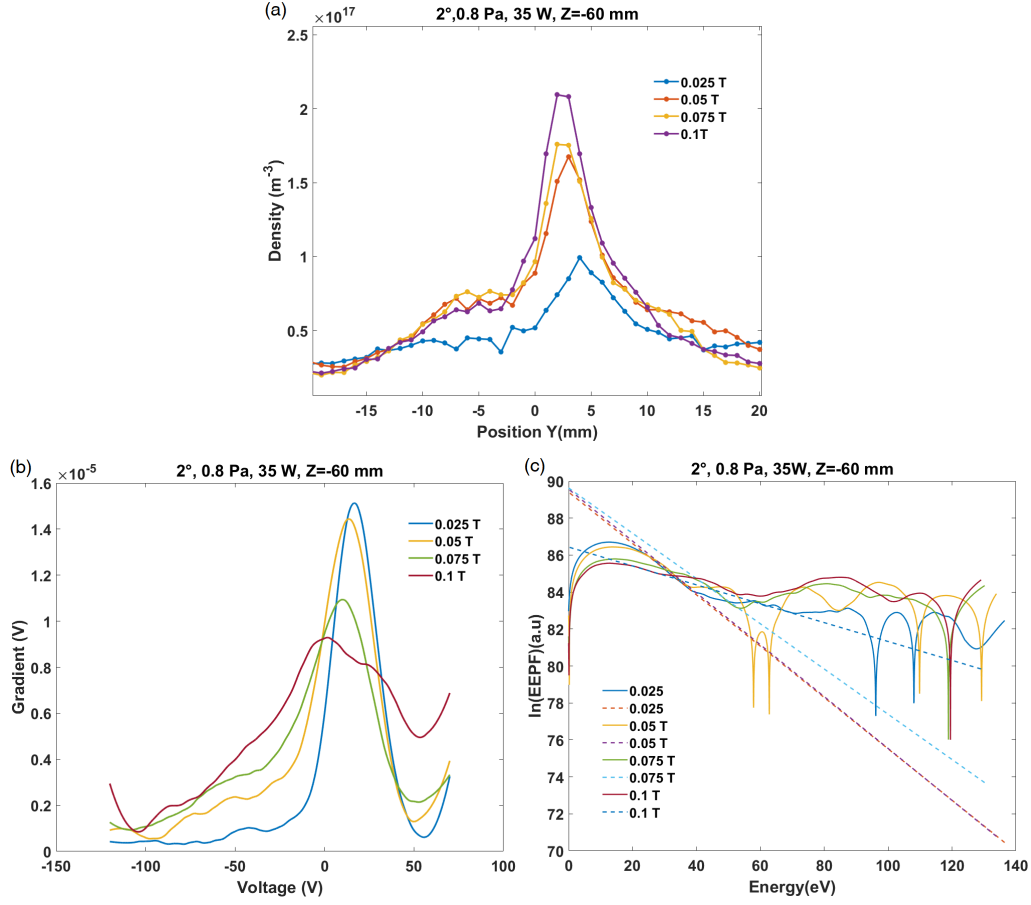 (a)
2°,0.8 Pa, 35 W, Z=-60 mm
×10^17
2.5
2
1.5
1
0.5
Density (m^-3)
0.025 T
0.05 T
0.075 T
0.1T
-15
-10
-5
0
5
10
15
20
Position Y(mm)
(b)
2°, 0.8 Pa, 35 W, Z=-60 mm
×10^-5
1.6
1.4
1.2
1
0.8
0.6
0.4
0.2
0
Gradient (V)
0.025 T
0.05 T
0.075 T
0.1 T
-150
-100
-50
0
50
100
Voltage (V)
(c)
2°, 0.8 Pa, 35W, Z=-60 mm
90
88
86
84
82
80
78
76
74
72
70
ln(EEPF)(a.u)
0.025
0.025
0.05 T
0.05 T
0.075 T
0.075 T
0.1 T
0.1 T
0
20
40
60
80
100
120
140
Energy(eV)